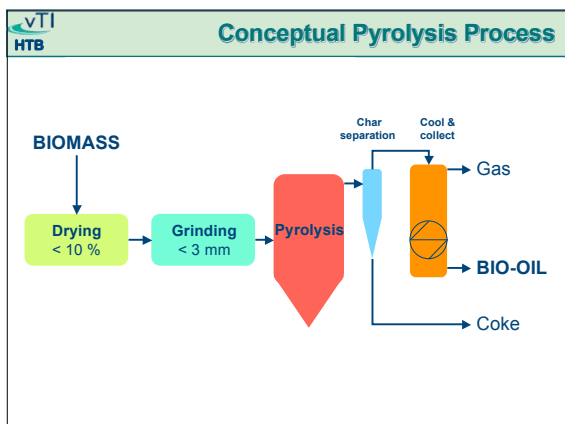 vTI
HTB
Conceptual Pyrolysis Process
Char
separation
Cool &
collect
BIOMASS
Gas
Drying
< 10 %
Grinding
< 3 mm
Pyrolysis
BIO-OIL
Coke